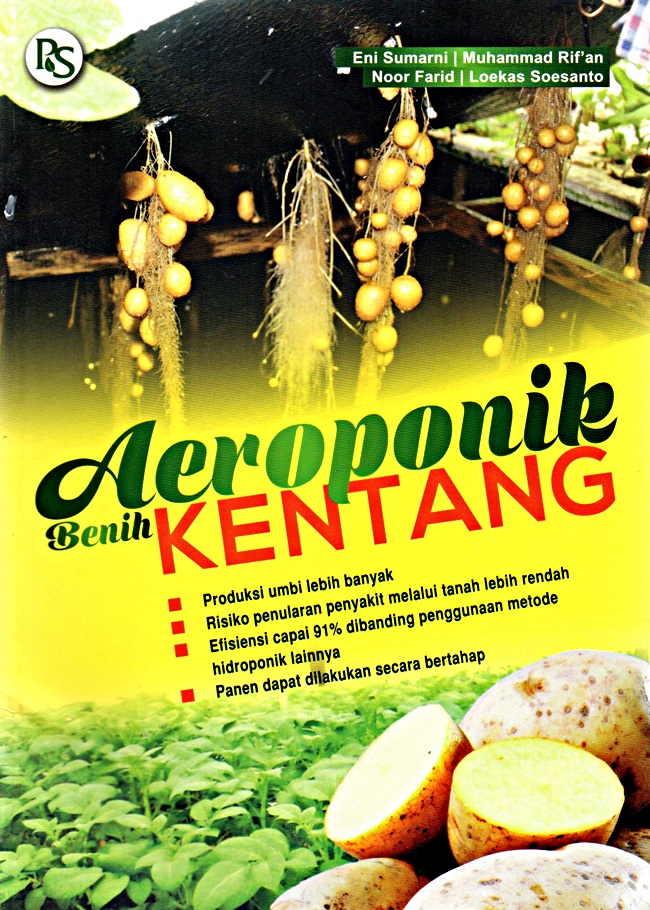 PS
Eni Sumarni | Muhammad Rif'an
Noor Farid | Loekas Soesanto
Aeroponik
Benih KENTANG
Produksi umbi lebih banyak
Risiko penularan penyakit melalui tanah lebih rendah
Efisiensi capai 91% dibanding penggunaan metode
hidroponik lainnya
Panen dapat dilakukan secara bertahap